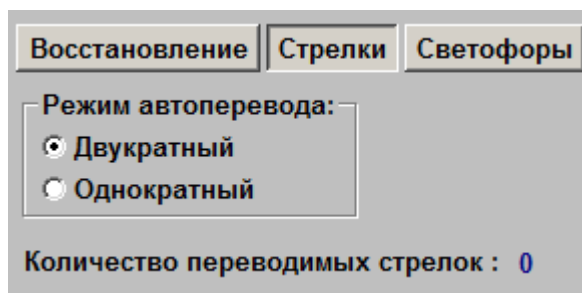 Восстановление Стрелки Светофоры
Режим автоперевода:
Двукратный
Однократный
Количество переводимых стрелок : 0